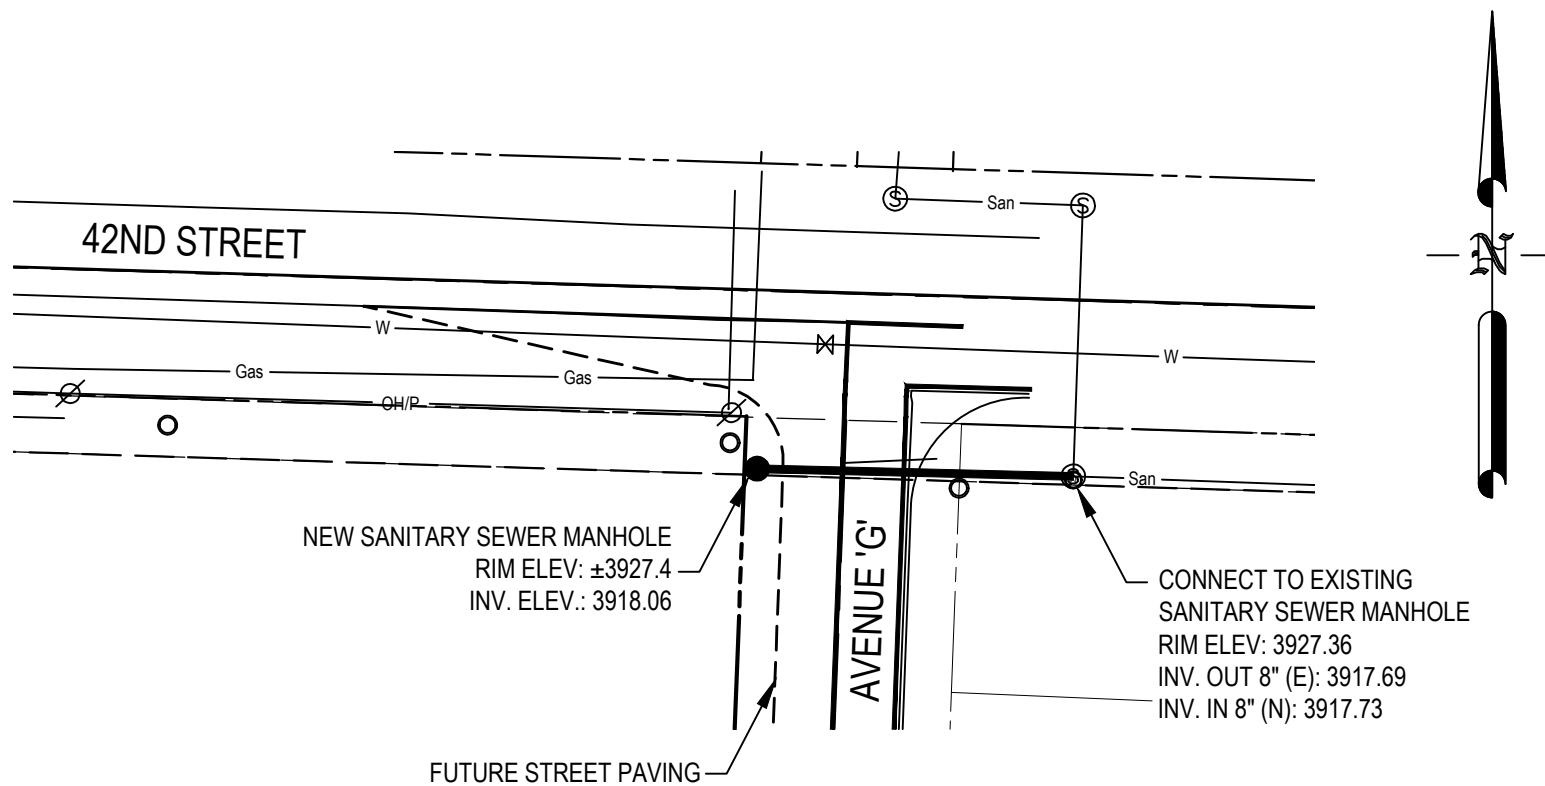 San
42ND STREET
N
W
W
Gas
Gas
OH/P
San
NEW SANITARY SEWER MANHOLE
RIM ELEV: ±3927.4
INV. ELEV.: 3918.06
AVENUE 'G'
CONNECT TO EXISTING
SANITARY SEWER MANHOLE
RIM ELEV: 3927.36
INV. OUT 8" (E): 3917.69
INV. IN 8" (N): 3917.73
FUTURE STREET PAVING
S
S
S